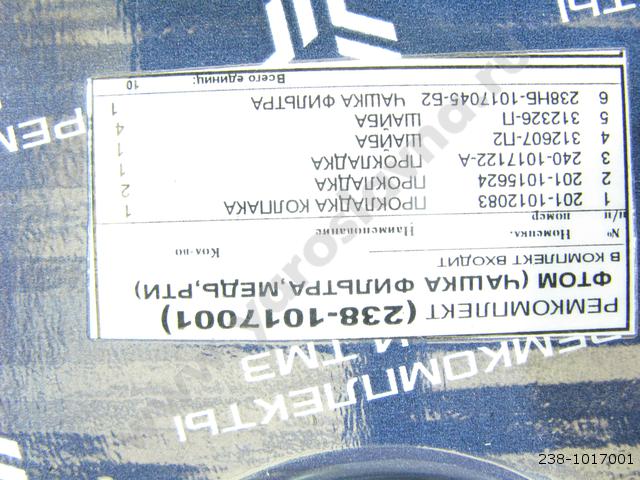 РЕМКОМПЛЕКТ (238-1017001)
ФТОМ (ЧАШКА ФИЛЬТРА,МЕДЬ,РТИ)
В КОМПЛЕКТ ВХОДИТ
№ п/п Номенкл. номер Наименование Кол-во
1 201-1012083 ПРОКЛАДКА КОЛПАКА 1
2 201-1015624 ПРОКЛАДКА 2
3 240-1017122-А ПРОКЛАДКА 1
4 312607-П2 ШАЙБА 1
5 312326-П ШАЙБА 4
6 238НБ-1017045-Б2 ЧАШКА ФИЛЬТРА 1
Всего единиц: 10
РЕМКОМПЛЕКТЫ
И ТМЗ
РЕМКОМПЛЕКТЫ
238-1017001